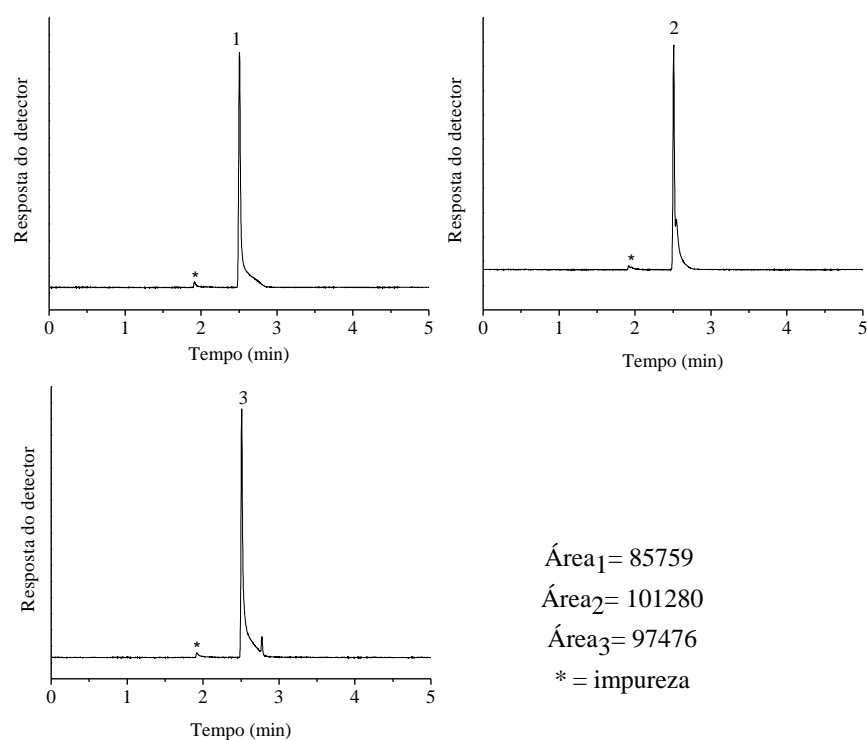 1
Resposta do detector
*
0 1 2 3 4 5
Tempo (min)
2
Resposta do detector
*
0 1 2 3 4 5
Tempo (min)
3
Resposta do detector
*
0 1 2 3 4 5
Tempo (min)
Área1= 85759
Área2= 101280
Área3= 97476
* = impureza